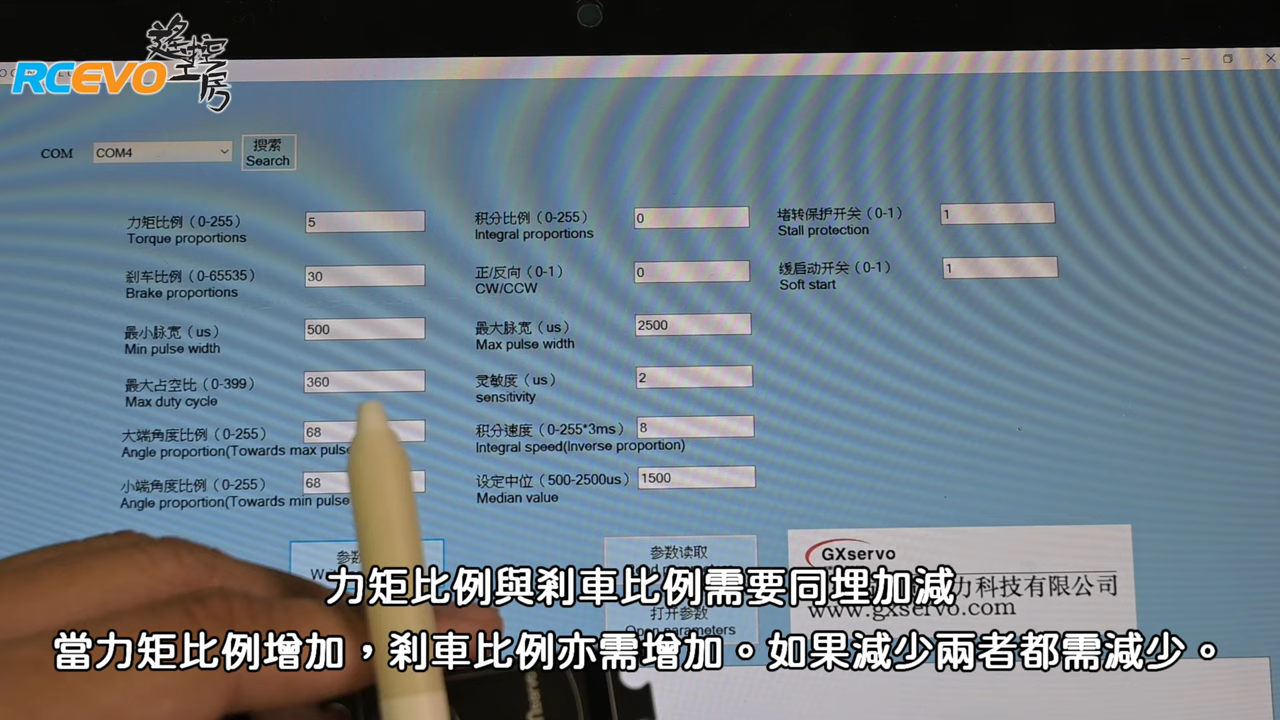 遙控房
RCEVO
COM
COM4
搜索
Search
力矩比例（0-255）
Torque proportions
5
积分比例（0-255）
Integral proportions
0
堵转保护开关（0-1）
Stall protection
1
刹车比例（0-65535）
Brake proportions
30
正/反向（0-1）
CW/CCW
0
缓启动开关（0-1）
Soft start
1
最小脉宽（us）
Min pulse width
500
最大脉宽（us）
Max pulse width
2500
最大占空比（0-399）
Max duty cycle
360
灵敏度（us）
sensitivity
2
大端角度比例（0-255）
Angle proportion(Towards max pulse
68
积分速度（0-255*3ms）
Integral speed(Inverse proportion)
8
小端角度比例（0-255）
Angle proportion(Towards min pulse
68
设定中位（500-2500us）
Median value
1500
参数读取
GXservo
力科技有限公司
www.gxservo.com
打开参数
Open parameters
力矩比例與剎車比例需要同埋加減
當力矩比例增加，剎車比例亦需增加。如果減少兩者都需減少。